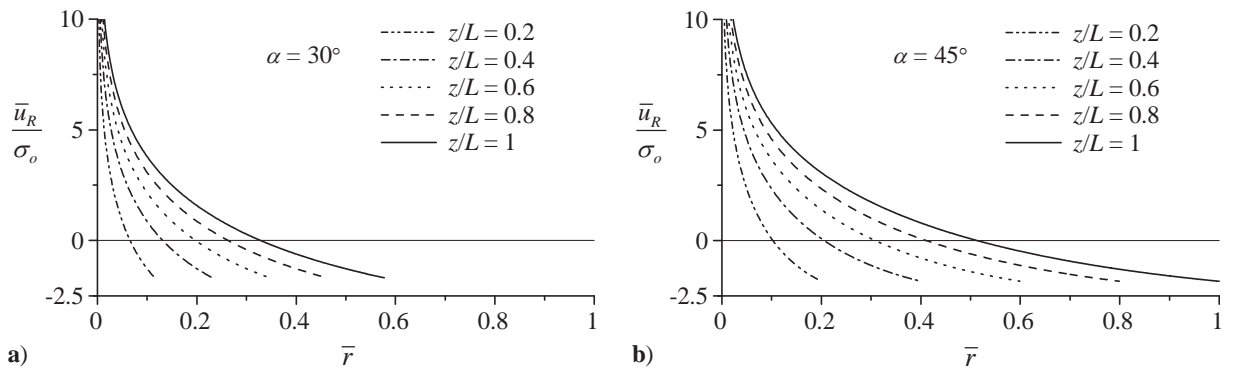 10
5
0
-2.5
u̅_R
σ_o
α = 30°
z/L = 0.2
z/L = 0.4
z/L = 0.6
z/L = 0.8
z/L = 1
0 0.2 0.4 0.6 0.8 1
a) r̅
10
5
0
-2.5
u̅_R
σ_o
α = 45°
z/L = 0.2
z/L = 0.4
z/L = 0.6
z/L = 0.8
z/L = 1
0 0.2 0.4 0.6 0.8 1
b) r̅